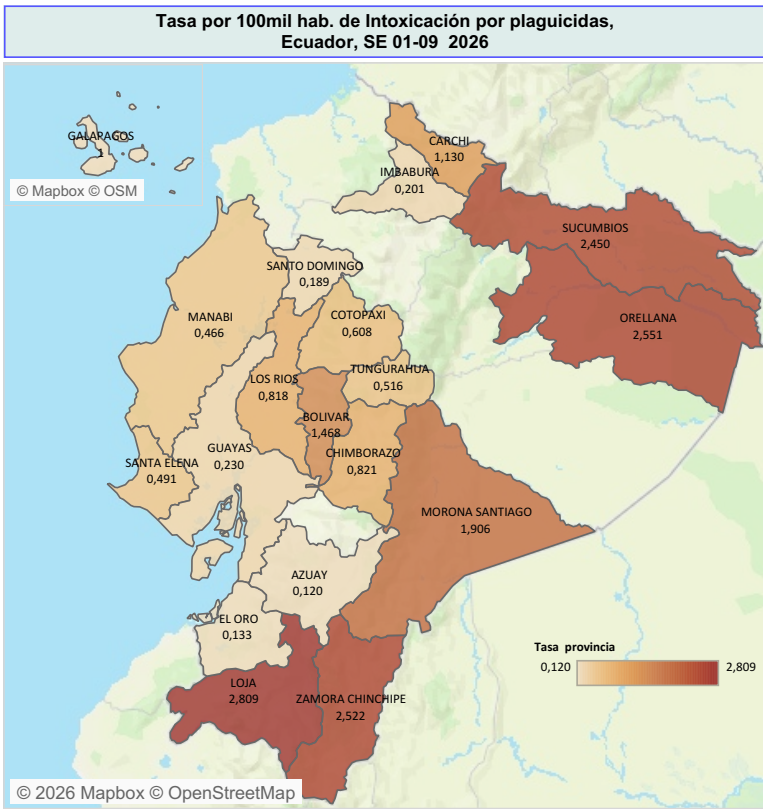 Tasa por 100mil hab. de Intoxicación por plaguicidas,
Ecuador, SE 01-09 2026
GALAPAGOS
1
© Mapbox © OSM
CARCHI
1,130
IMBABURA
0,201
SUCUMBIOS
2,450
SANTO DOMINGO
0,189
MANABI
0,466
COTOPAXI
0,608
ORELLANA
2,551
TUNGURAHUA
0,516
LOS RIOS
0,818
BOLIVAR
1,468
GUAYAS
0,230
CHIMBORAZO
0,821
SANTA ELENA
0,491
MORONA SANTIAGO
1,906
AZUAY
0,120
EL ORO
0,133
Tasa provincia
0,120
2,809
LOJA
2,809
ZAMORA CHINCHIPE
2,522
© 2026 Mapbox © OpenStreetMap